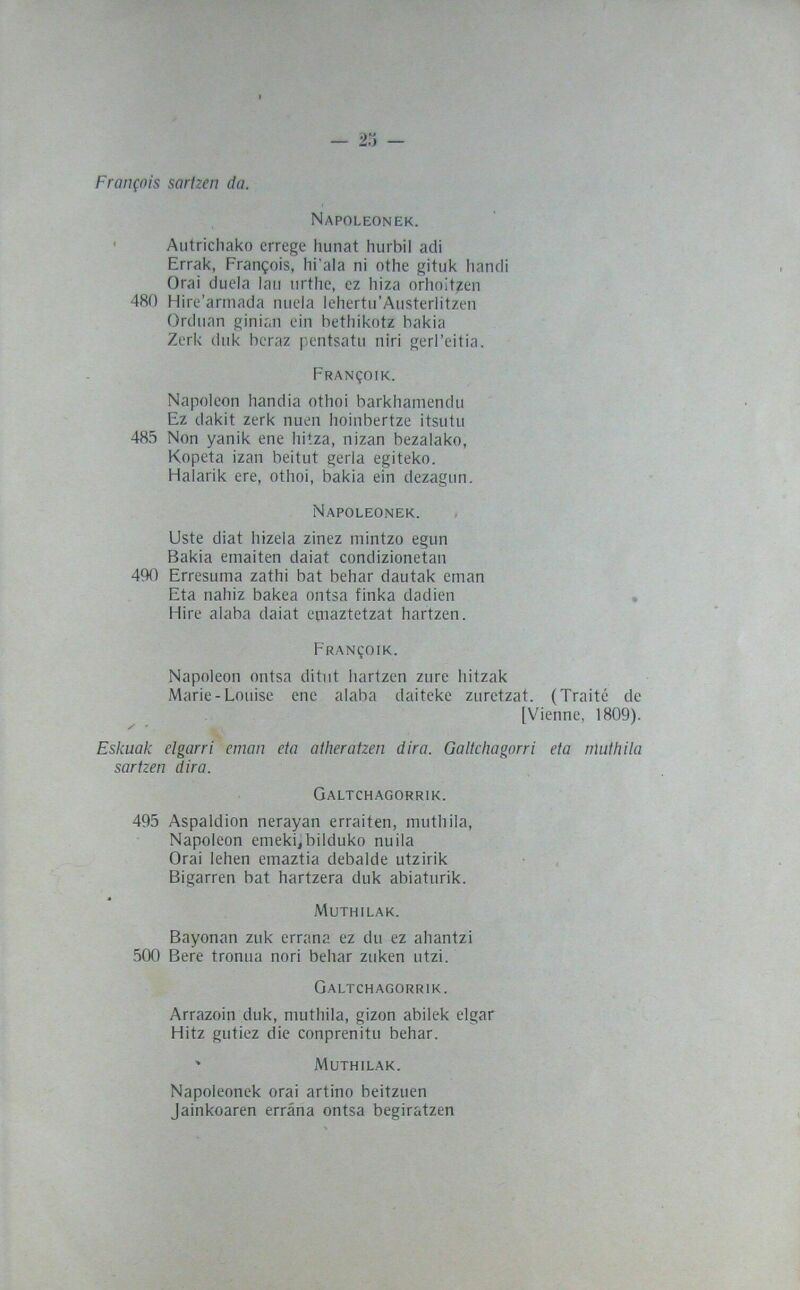 — 25 —
François sartzen da.
NAPOLEONEK.
Autrichako errege hunat hurbil adi
Errak, François, hi'ala ni othe gituk handi
Orai duela lau urthe, ez hiza orhoitzen
480 Hire'armada nuela lehertu'Austerlitzen
Orduan ginian ein bethikotz bakia
Zerk duk beraz pentsatu niri gerl'eitia.
FRANÇOIK.
Napoleon handia othoi barkhamendu
Ez dakit zerk nuen hoinbertze itsutu
485 Non yanik ene hitza, nizan bezalako,
Kopeta izan beitut gerla egiteko.
Halarik ere, othoi, bakia ein dezagun.
NAPOLEONEK.
Uste diat hizela zinez mintzo egun
Bakia emaiten daiat condizionetan
490 Erresuma zathi bat behar dautak eman
Eta nahiz bakea ontsa finka dadien
Hire alaba daiat emaztetzat hartzen.
FRANÇOIK.
Napoleon ontsa ditut hartzen zure hitzak
Marie-Louise ene alaba daiteke zuretzat. (Traité de
[Vienne, 1809).
Eskuak elgarri eman eta atheratzen dira. Galtchagorri eta muthila
sartzen dira.
GALTCHAGORRIK.
495 Aspaldion nerayan erraiten, muthila,
Napoleon emeki bilduko nuila
Orai lehen emaztia debalde utzirik
Bigarren bat hartzera duk abiaturik.
MUTHILAK.
Bayonan zuk errana ez du ez ahantzi
500 Bere tronua nori behar zuken utzi.
GALTCHAGORRIK.
Arrazoin duk, muthila, gizon abilek elgar
Hitz gutiez die conprenitu behar.
MUTHILAK.
Napoleonek orai artino beitzuen
Jainkoaren errána ontsa begiratzen